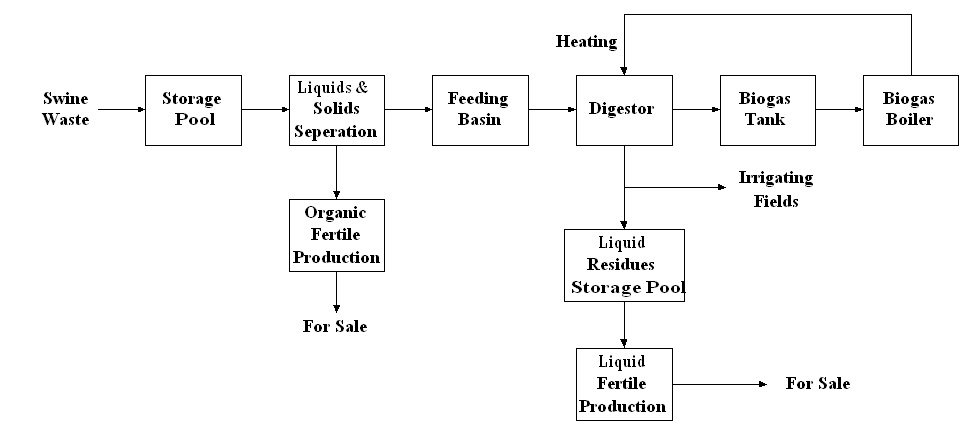 Heating
Swine
Waste
Storage
Pool
Liquids &
Solids
Seperation
Feeding
Basin
Digestor
Biogas
Tank
Biogas
Boiler
Irrigating
Fields
Organic
Fertile
Production
Liquid
Residues
Storage Pool
For Sale
Liquid
Fertile
Production
For Sale